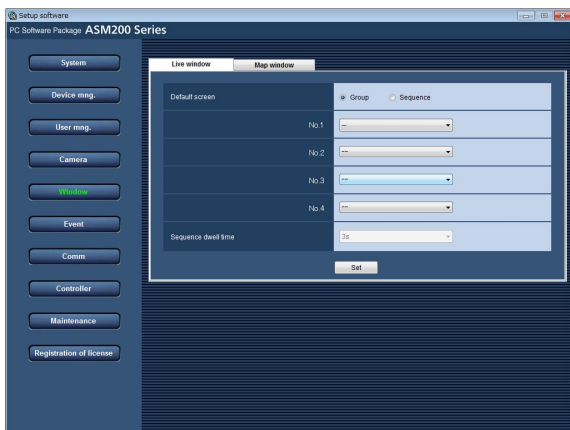 Setup software
PC Software Package ASM200 Series
System
Device mng.
User mng.
Camera
Window
Event
Comm
Controller
Maintenance
Registration of license
Live window Map window
Default screen Group Sequence
No.1 --
No.2 --
No.3 --
No.4 --
Sequence dwell time 3s
Set